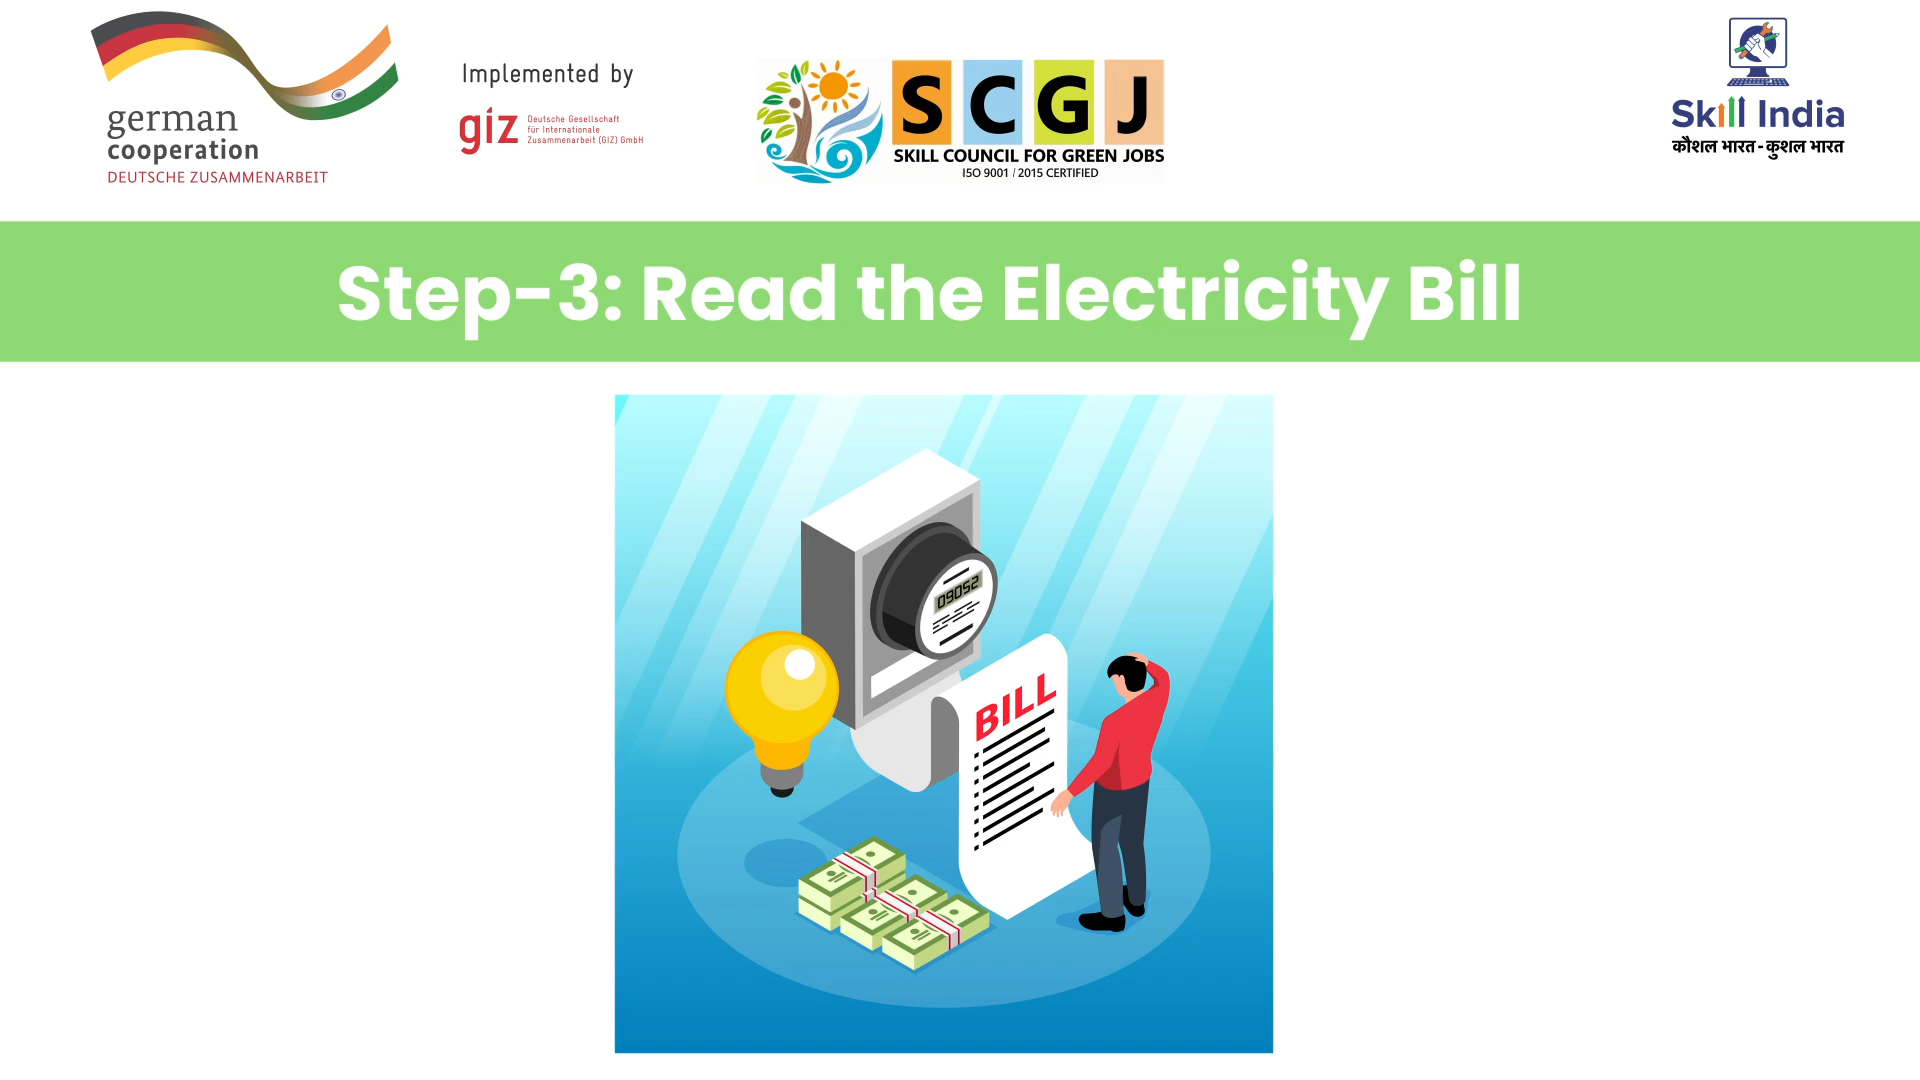 german
cooperation
DEUTSCHE ZUSAMMENARBEIT
Implemented by
giz
Deutsche Gesellschaft
für Internationale
Zusammenarbeit (GIZ) GmbH
SCGJ
SKILL COUNCIL FOR GREEN JOBS
ISO 9001 / 2015 CERTIFIED
Skill India
कौशल भारत-कुशल भारत
Step-3: Read the Electricity Bill
09052
BILL